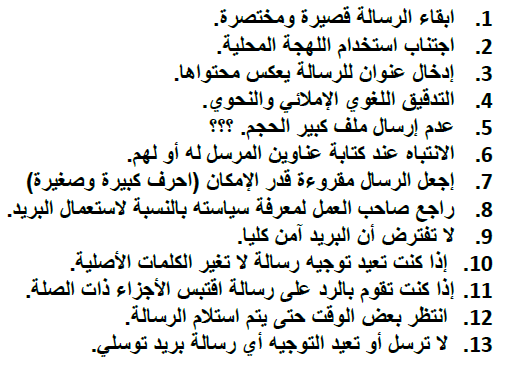 1. ابقاء الرسالة قصيرة ومختصرة.
2. اجتناب استخدام اللهجة المحلية.
3. إدخال عنوان للرسالة يعكس محتواها.
4. التدقيق اللغوي الإملائي والنحوي.
5. عدم إرسال ملف كبير الحجم. ؟؟؟
6. الانتباه عند كتابة عناوين المرسل له أو لهم.
7. إجعل الرسال مقروءة قدر الإمكان (احرف كبيرة وصغيرة)
8. راجع صاحب العمل لمعرفة سياسته بالنسبة لاستعمال البريد.
9. لا تفترض أن البريد آمن كليا.
10. إذا كنت تعيد توجيه رسالة لا تغير الكلمات الأصلية.
11. إذا كنت تقوم بالرد على رسالة اقتبس الأجزاء ذات الصلة.
12. انتظر بعض الوقت حتى يتم استلام الرسالة.
13. لا ترسل أو تعيد التوجيه أي رسالة بريد توسلي.